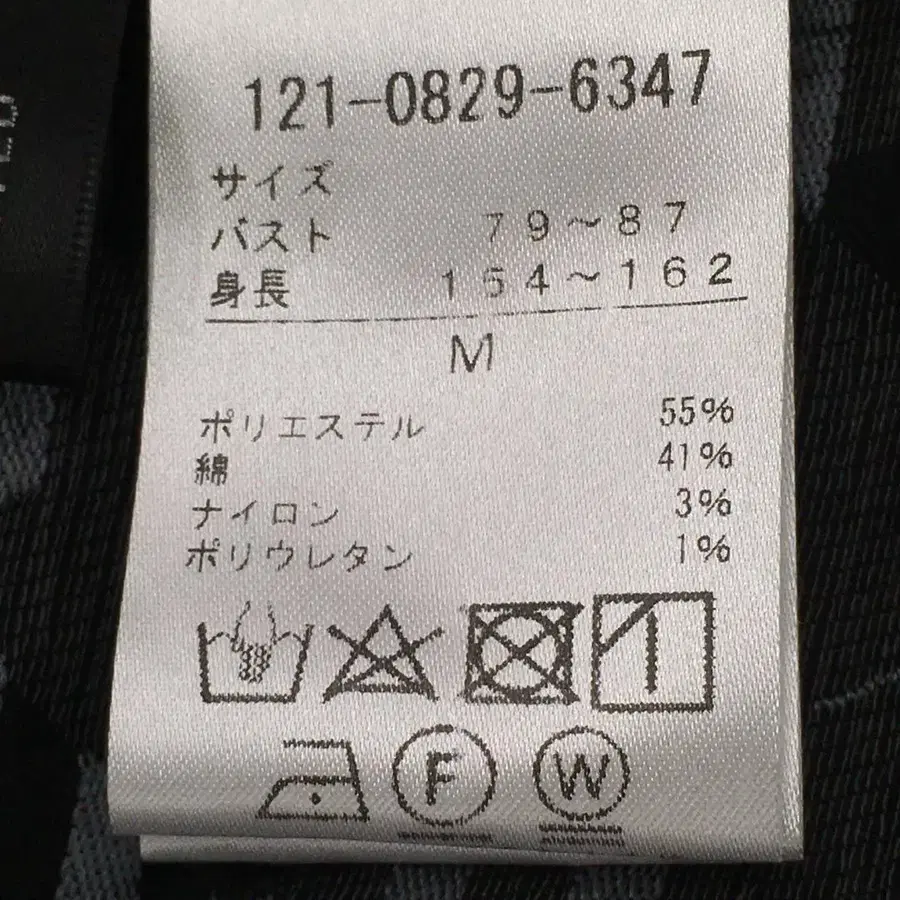 121-0829-6347
サイズ
バスト 79～87
身長 154～162
M
ポリエステル 55%
綿 41%
ナイロン 3%
ポリウレタン 1%
F W